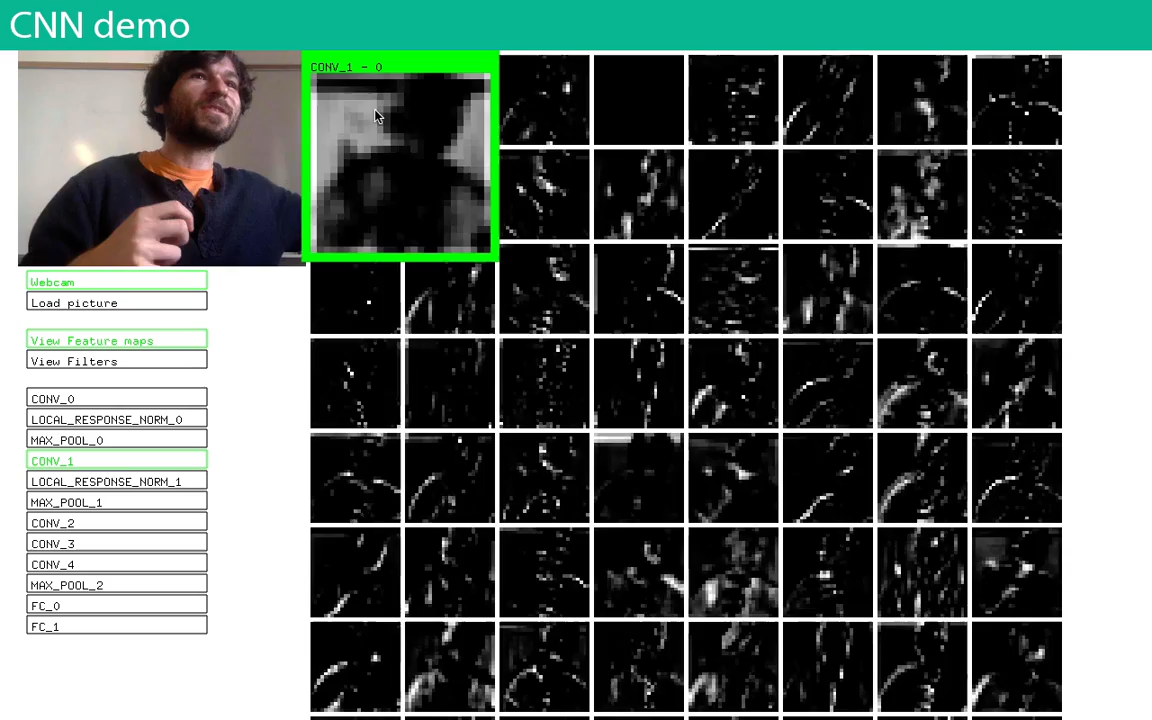 CNN demo
CONV_1 - 0
Webcam
Load picture
View Feature maps
View Filters
CONV_0
LOCAL_RESPONSE_NORM_0
MAX_POOL_0
CONV_1
LOCAL_RESPONSE_NORM_1
MAX_POOL_1
CONV_2
CONV_3
CONV_4
MAX_POOL_2
FC_0
FC_1